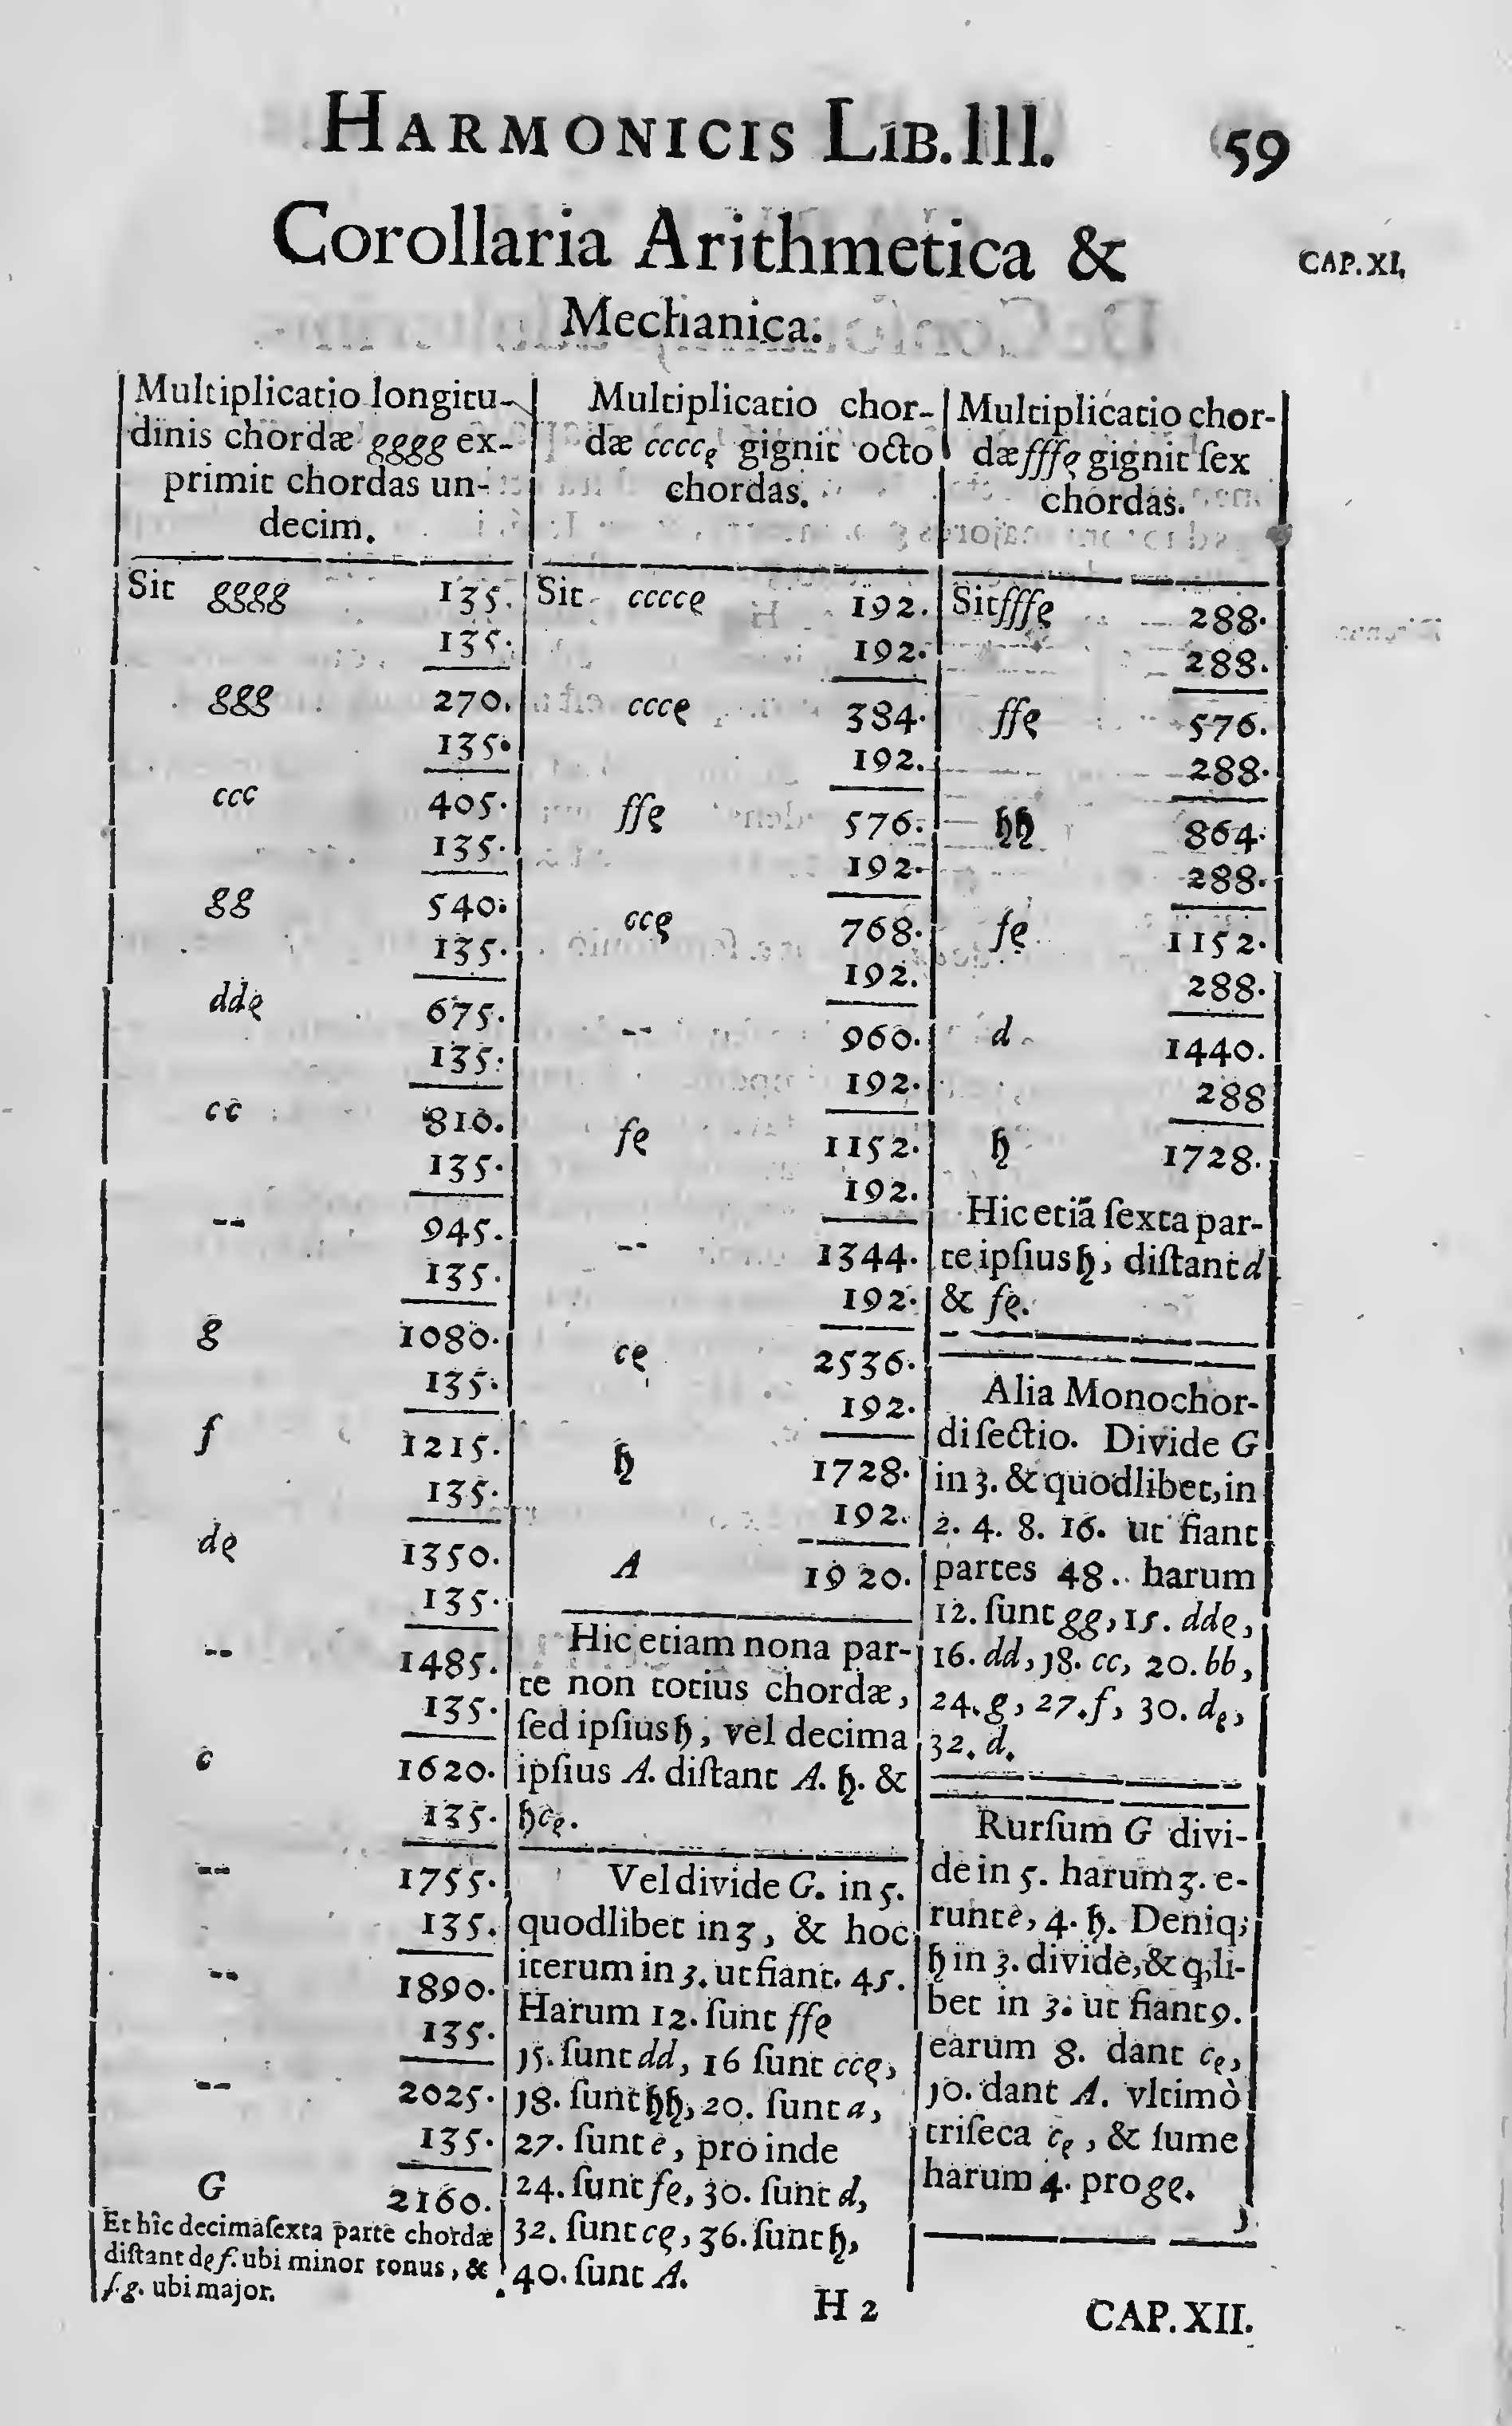 HARMONICIS LIB.III. 59
Corollaria Arithmetica &
Mechanica.
CAP.XI,
Multiplicatio longitu-
dinis chordæ gggg ex-
primit chordas un-
decim.
Sit gggg 135.
135.
ggg 270.
135.
ccc 405.
135.
gg 540.
135.
ddę 675.
135.
cc 810.
135.
-- 945.
135.
g 1080.
135.
f 1215.
135.
dę 1350.
135.
-- 1485.
135.
c 1620.
135.
-- 1755.
135.
-- 1890.
135.
-- 2025.
135.
G 2160.
Et hîc decimaſexta parte chordæ
diſtant dę f. ubi minor tonus, &
f.g. ubi major.
Multiplicatio chor-
dæ ccccę gignit octo
chordas.
Sit ccccę 192.
192.
cccę 384.
192.
ffę 576.
192.
ccę 768.
192.
-- 960.
192.
fę 1152.
192.
-- 1344.
192.
cę 2536.
192.
ђ 1728.
192.
A 1920.
Hic etiam nona par-
te non totius chordæ,
ſed ipſius ђ, vel decima
ipſius A. diſtant A. ђ. &
ђcę.
Vel divide G. in 5.
quodlibet in 3, & hoc
iterum in 3. ut fiant. 45.
Harum 12. ſunt ffę
15. ſunt dd, 16 ſunt ccę,
18. ſunt ђђ, 20. ſunt a,
27. ſunt e, proinde
24. ſunt fę, 30. ſunt d,
32. ſunt cę, 36. ſunt ђ,
40. ſunt A.
Multiplicatio chor-
dæ fffę gignit ſex
chordas.
Sit fffę 288.
288.
ffę 576.
288.
ђђ 864.
288.
fę 1152.
288.
d 1440.
288
ђ 1728.
Hic etiā ſexta par-
te ipſius ђ, diſtant d
& fę.
Alia Monochor-
di ſectio. Divide G
in 3. & quodlibet, in
2. 4. 8. 16. ut fiant
partes 48. harum
12. ſunt gg, 15. ddę,
16. dd, 18. cc, 20. bb,
24. g, 27. f, 30. dę,
32. d.
Rurſum G divi-
de in 5. harum 3. e-
runt e, 4. ђ. Deniq;
ђ in 3. divide, & q̨li-
bet in 3. ut fiant 9.
earum 8. dant cę,
10. dant A. vltimò
triſeca cę, & ſume
harum 4. pro gę.
H 2
CAP.XII.